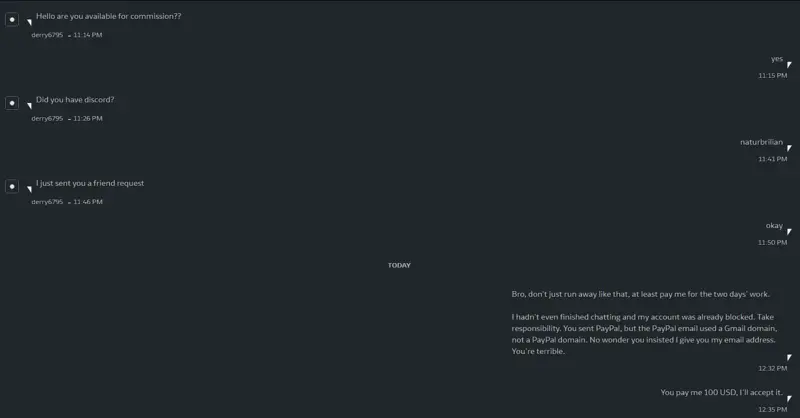 Hello are you available for commission??
derry6795 - 11:14 PM
yes
11:15 PM
Did you have discord?
derry6795 - 11:26 PM
naturbrilian
11:41 PM
I just sent you a friend request
derry6795 - 11:46 PM
okay
11:50 PM
TODAY
Bro, don't just run away like that, at least pay me for the two days' work.
I hadn't even finished chatting and my account was already blocked. Take
responsibility. You sent PayPal, but the PayPal email used a Gmail domain,
not a PayPal domain. No wonder you insisted I give you my email address.
You're terrible.
12:32 PM
You pay me 100 USD, I'll accept it.
12:35 PM